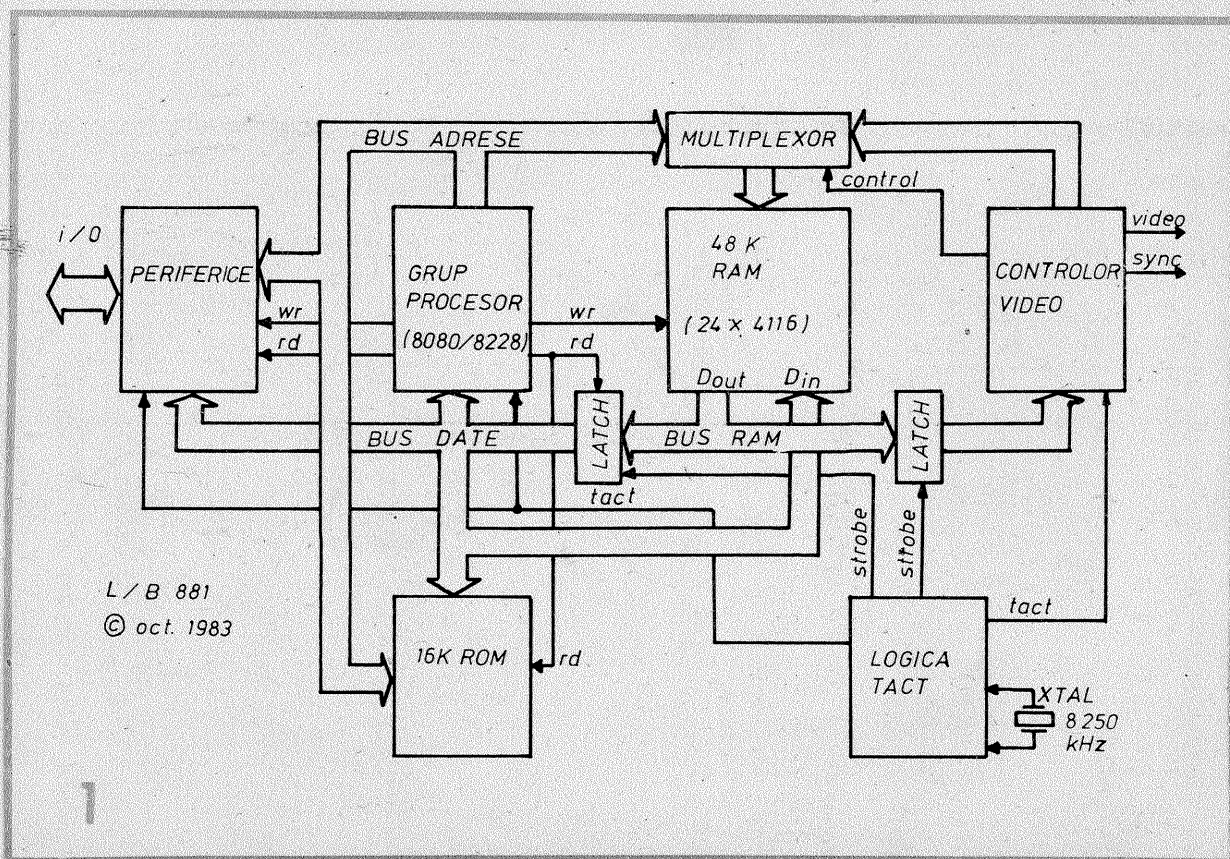 BUS ADRESE
MULTIPLEXOR
control
i/O
PERIFERICE
wr
rd
GRUP
PROCESOR
(8080/8228)
wr
rd
48 K
RAM
(24 x 4116)
Dout Din
CONTROLOR
VIDEO
video
sync
BUS DATE
LATCH
BUS RAM
LATCH
tact
strobe
strobe
tact
L/B 881
© oct. 1983
16K ROM
rd
LOGICA
TACT
XTAL
8 250
kHz
1